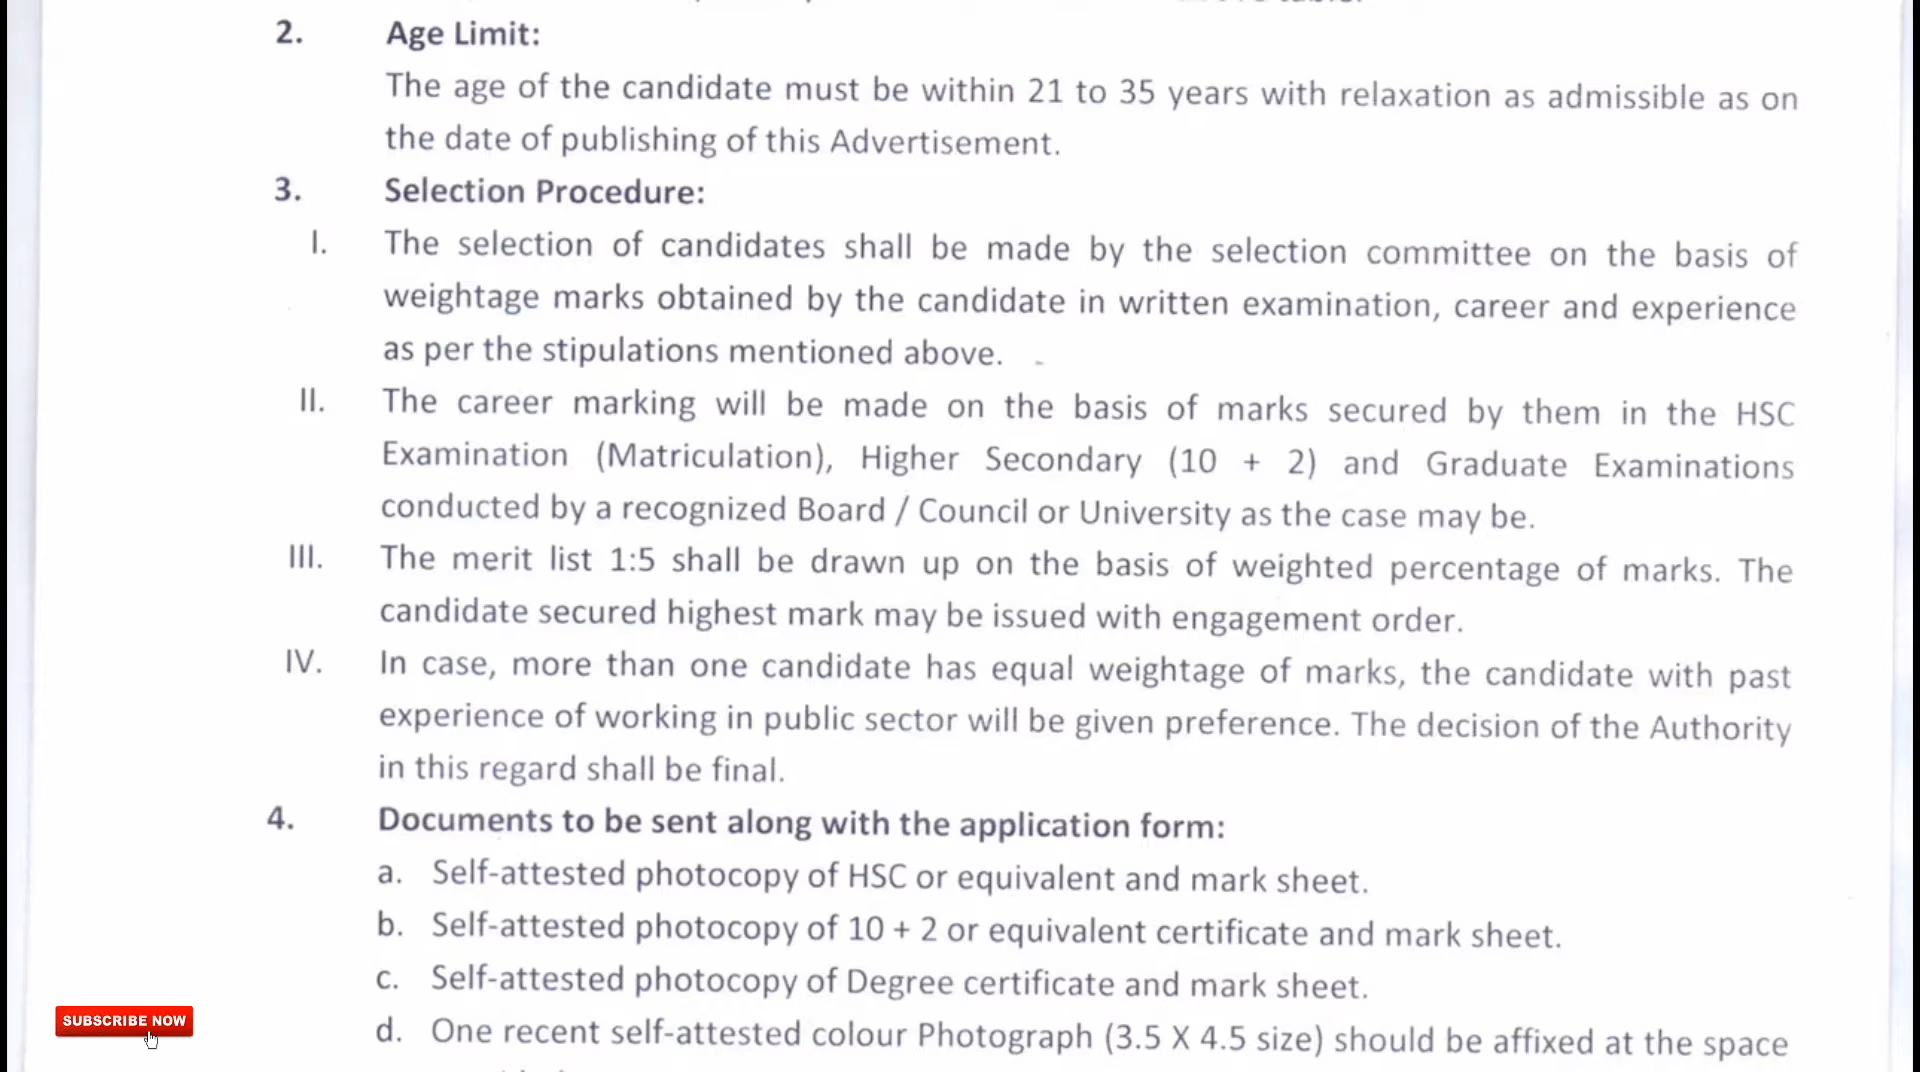 2. Age Limit:
The age of the candidate must be within 21 to 35 years with relaxation as admissible as on
the date of publishing of this Advertisement.
3. Selection Procedure:
I. The selection of candidates shall be made by the selection committee on the basis of
weightage marks obtained by the candidate in written examination, career and experience
as per the stipulations mentioned above.
II. The career marking will be made on the basis of marks secured by them in the HSC
Examination (Matriculation), Higher Secondary (10 + 2) and Graduate Examinations
conducted by a recognized Board / Council or University as the case may be.
III. The merit list 1:5 shall be drawn up on the basis of weighted percentage of marks. The
candidate secured highest mark may be issued with engagement order.
IV. In case, more than one candidate has equal weightage of marks, the candidate with past
experience of working in public sector will be given preference. The decision of the Authority
in this regard shall be final.
4. Documents to be sent along with the application form:
a. Self-attested photocopy of HSC or equivalent and mark sheet.
b. Self-attested photocopy of 10 + 2 or equivalent certificate and mark sheet.
c. Self-attested photocopy of Degree certificate and mark sheet.
SUBSCRIBE NOW
d. One recent self-attested colour Photograph (3.5 X 4.5 size) should be affixed at the space